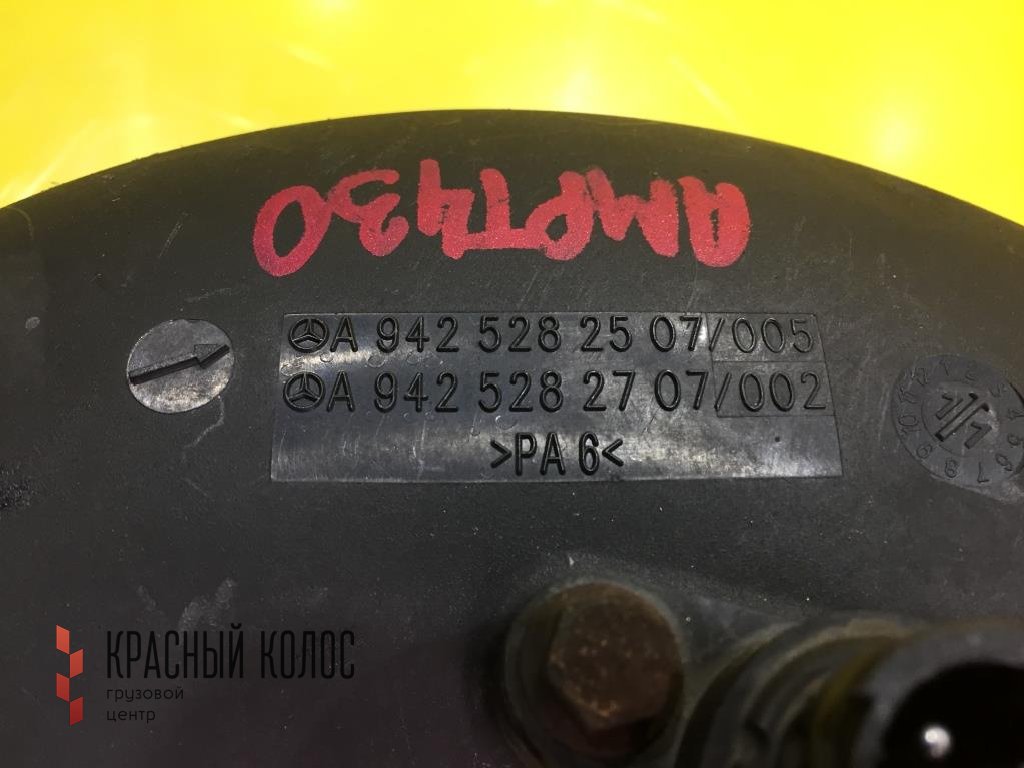 АМРТ430
A 942 528 25 07/005
A 942 528 27 07/002
>PA 6<
КРАСНЫЙ КОЛОС
грузовой
центр